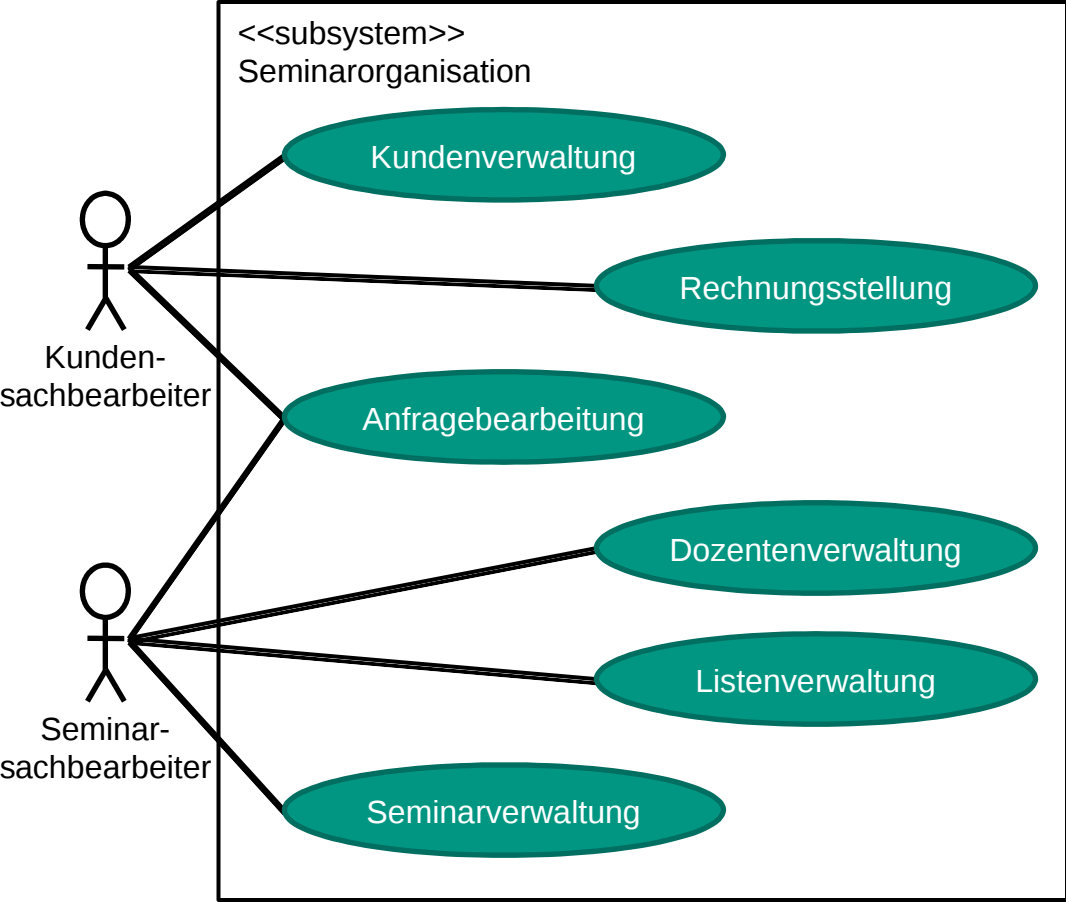 <<subsystem>>
Seminarorganisation
Kundenverwaltung
Rechnungsstellung
Kunden-
sachbearbeiter
Anfragebearbeitung
Dozentenverwaltung
Listenverwaltung
Seminar-
sachbearbeiter
Seminarverwaltung